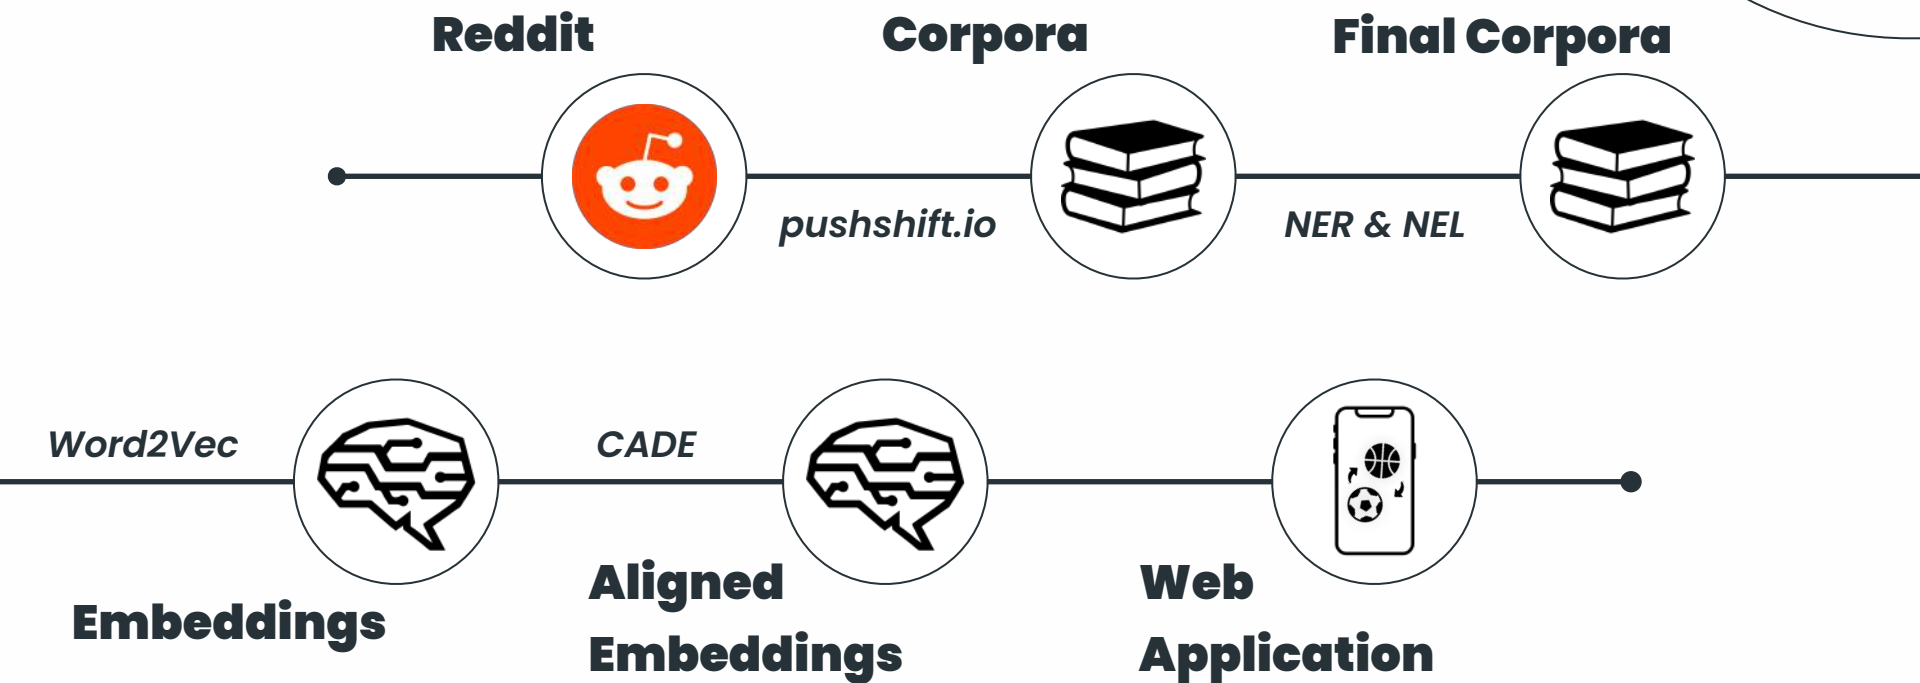 Reddit
Corpora
Final Corpora
pushshift.io
NER & NEL
Word2Vec
CADE
Embeddings
Aligned
Embeddings
Web
Application